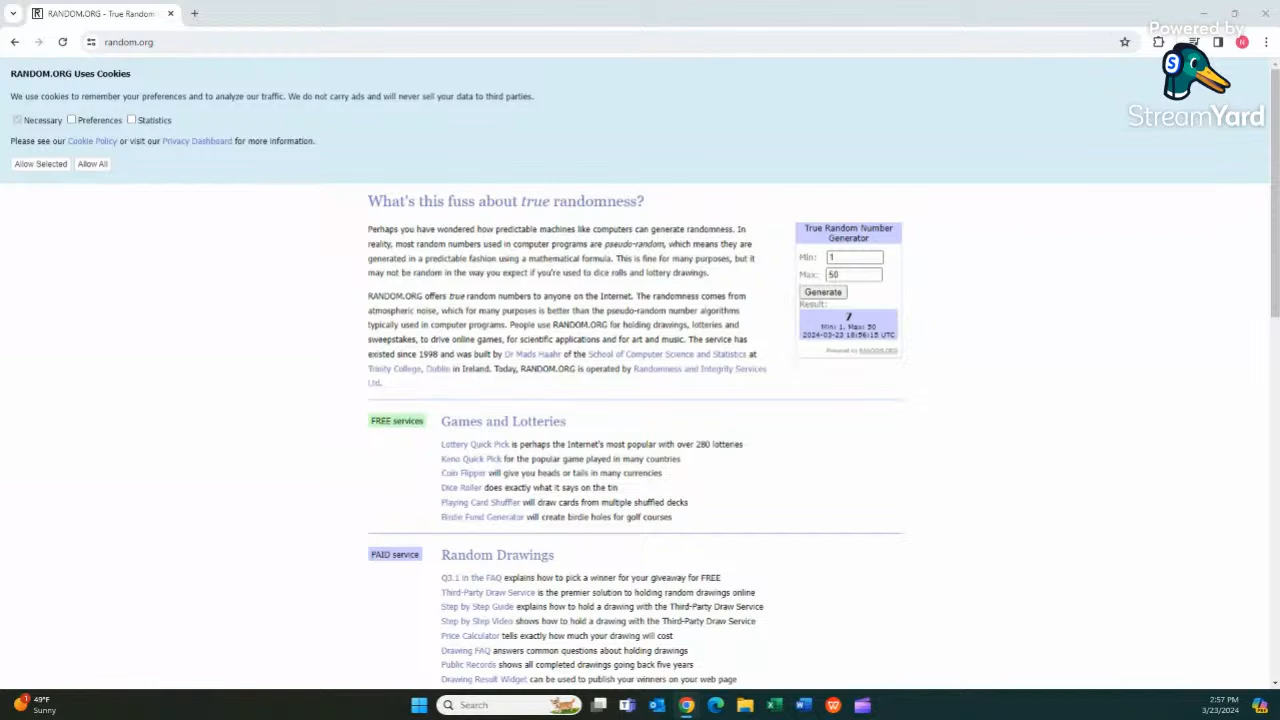 RANDOM.ORG - True Random
random.org
Powered by
StreamYard
RANDOM.ORG Uses Cookies
We use cookies to remember your preferences and to analyze our traffic. We do not carry ads and will never sell your data to third parties.
Necessary Preferences Statistics
Please see our Cookie Policy or visit our Privacy Dashboard for more information.
Allow Selected Allow All
What's this fuss about true randomness?
Perhaps you have wondered how predictable machines like computers can generate randomness. In
reality, most random numbers used in computer programs are pseudo-random, which means they are
generated in a predictable fashion using a mathematical formula. This is fine for many purposes, but it
may not be random in the way you expect if you're used to dice rolls and lottery drawings.
RANDOM.ORG offers true random numbers to anyone on the Internet. The randomness comes from
atmospheric noise, which for many purposes is better than the pseudo-random number algorithms
typically used in computer programs. People use RANDOM.ORG for holding drawings, lotteries and
sweepstakes, to drive online games, for scientific applications and for art and music. The service has
existed since 1998 and was built by Dr Mads Haahr of the School of Computer Science and Statistics at
Trinity College, Dublin in Ireland. Today, RANDOM.ORG is operated by Randomness and Integrity Services
Ltd.
True Random Number
Generator
Min: 1
Max: 50
Generate
Result:
7
Min: 1, Max: 50
2024-03-23 18:56:15 UTC
Powered by RANDOM.ORG
FREE services
Games and Lotteries
Lottery Quick Pick is perhaps the Internet's most popular with over 280 lotteries
Keno Quick Pick for the popular game played in many countries
Coin Flipper will give you heads or tails in many currencies
Dice Roller does exactly what it says on the tin
Playing Card Shuffler will draw cards from multiple shuffled decks
Birdie Fund Generator will create birdie holes for golf courses
PAID service
Random Drawings
Q3.1 in the FAQ explains how to pick a winner for your giveaway for FREE
Third-Party Draw Service is the premier solution to holding random drawings online
Step by Step Guide explains how to hold a drawing with the Third-Party Draw Service
Step by Step Video shows how to hold a drawing with the Third-Party Draw Service
Price Calculator tells exactly how much your drawing will cost
Drawing FAQ answers common questions about holding drawings
Public Records shows all completed drawings going back five years
Drawing Result Widget can be used to publish your winners on your web page
49°F
Sunny
Search
2:57 PM
3/23/2024